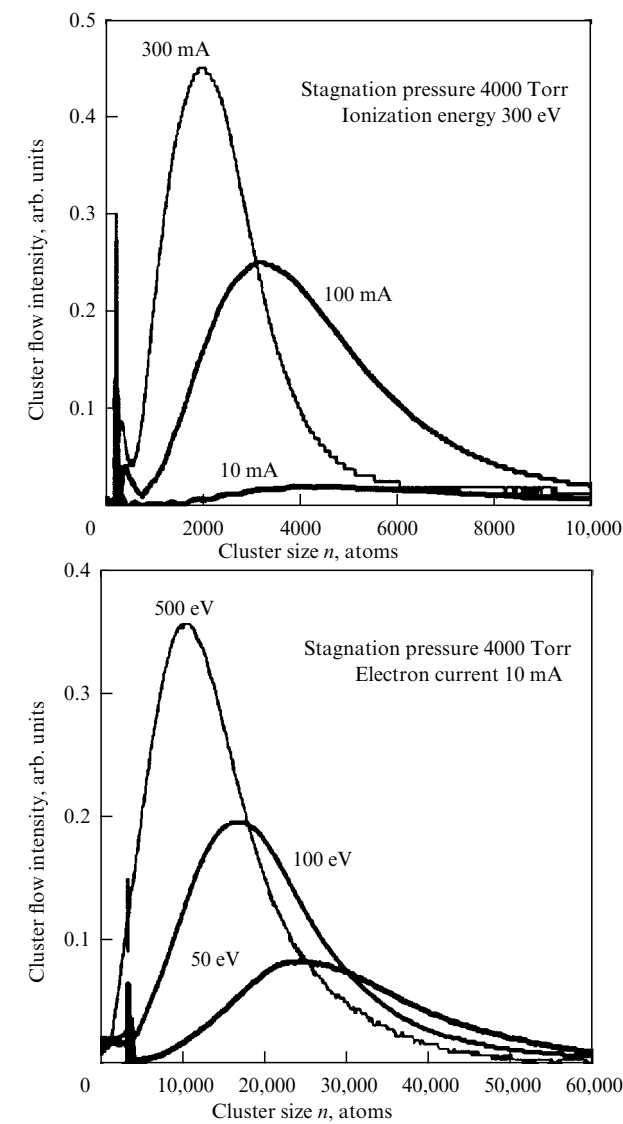 0.5
300 mA
Stagnation pressure 4000 Torr
Ionization energy 300 eV
0.4
0.3
100 mA
0.2
0.1
10 mA
Cluster flow intensity, arb. units
0 2000 4000 6000 8000 10,000
Cluster size n, atoms
0.4
500 eV
Stagnation pressure 4000 Torr
Electron current 10 mA
0.3
0.2
100 eV
50 eV
0.1
Cluster flow intensity, arb. units
0 10,000 20,000 30,000 40,000 50,000 60,000
Cluster size n, atoms